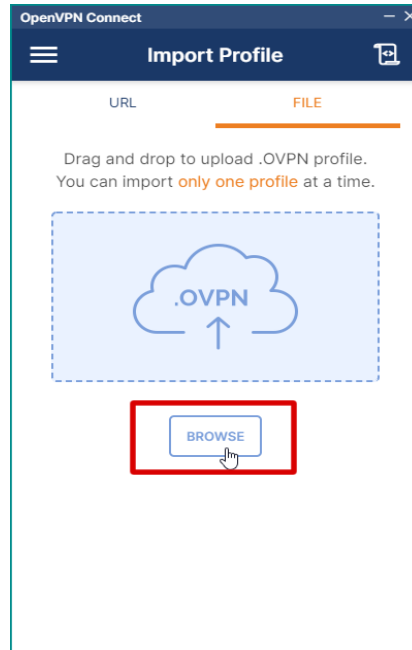 OpenVPN Connect
Import Profile
URL
FILE
Drag and drop to upload .OVPN profile.
You can import only one profile at a time.
.OVPN
BROWSE